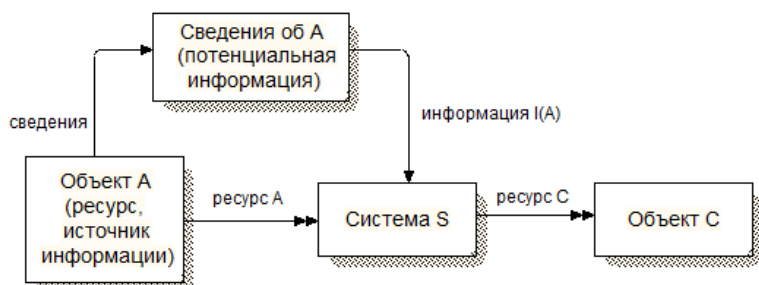 Сведения об А
(потенциальная
информация)
сведения
информация I(A)
Объект А
(ресурс,
источник
информации)
ресурс А
Система S
ресурс С
Объект С